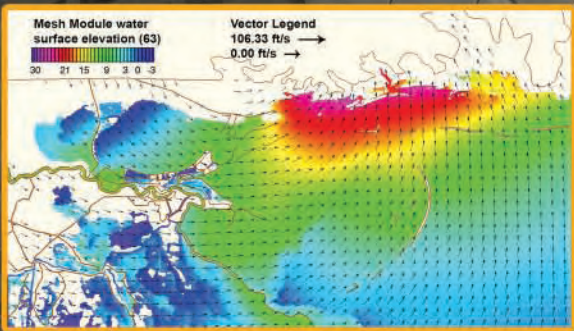 Mesh Module water
surface elevation (63)
30 21 15 9 3 0 -3
Vector Legend
106.33 ft/s
0.00 ft/s